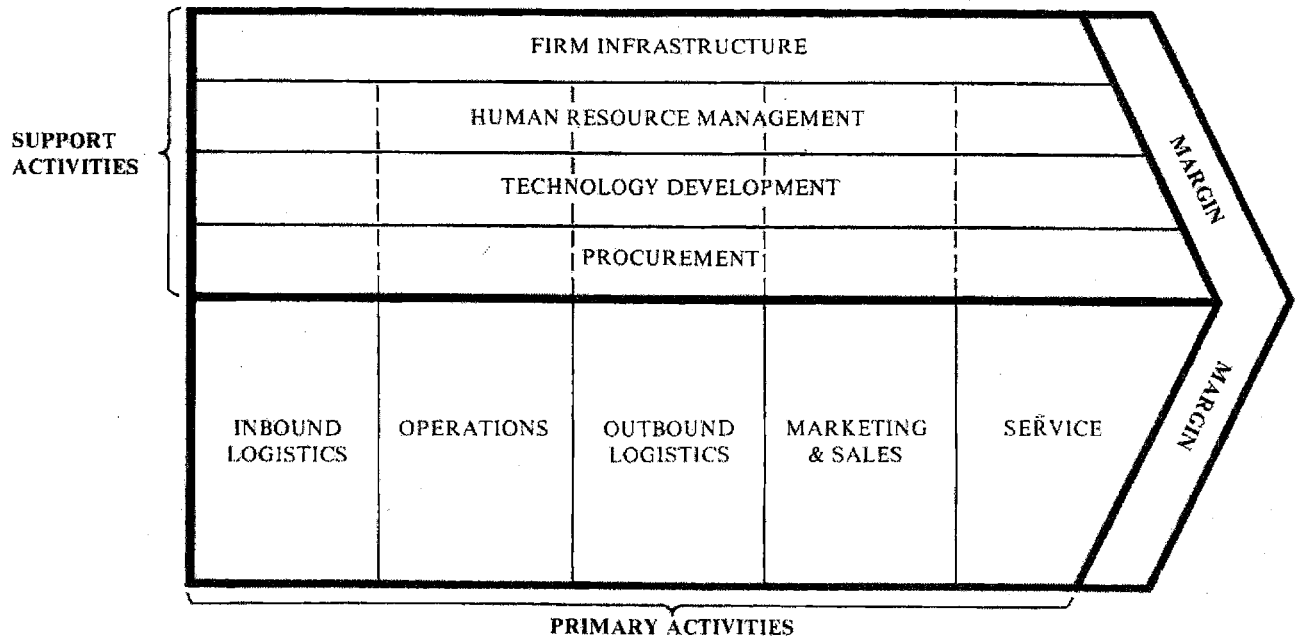 FIRM INFRASTRUCTURE
HUMAN RESOURCE MANAGEMENT
SUPPORT
ACTIVITIES
TECHNOLOGY DEVELOPMENT
PROCUREMENT
MARGIN
INBOUND
LOGISTICS
OPERATIONS
OUTBOUND
LOGISTICS
MARKETING
& SALES
SERVICE
MARGIN
PRIMARY ACTIVITIES